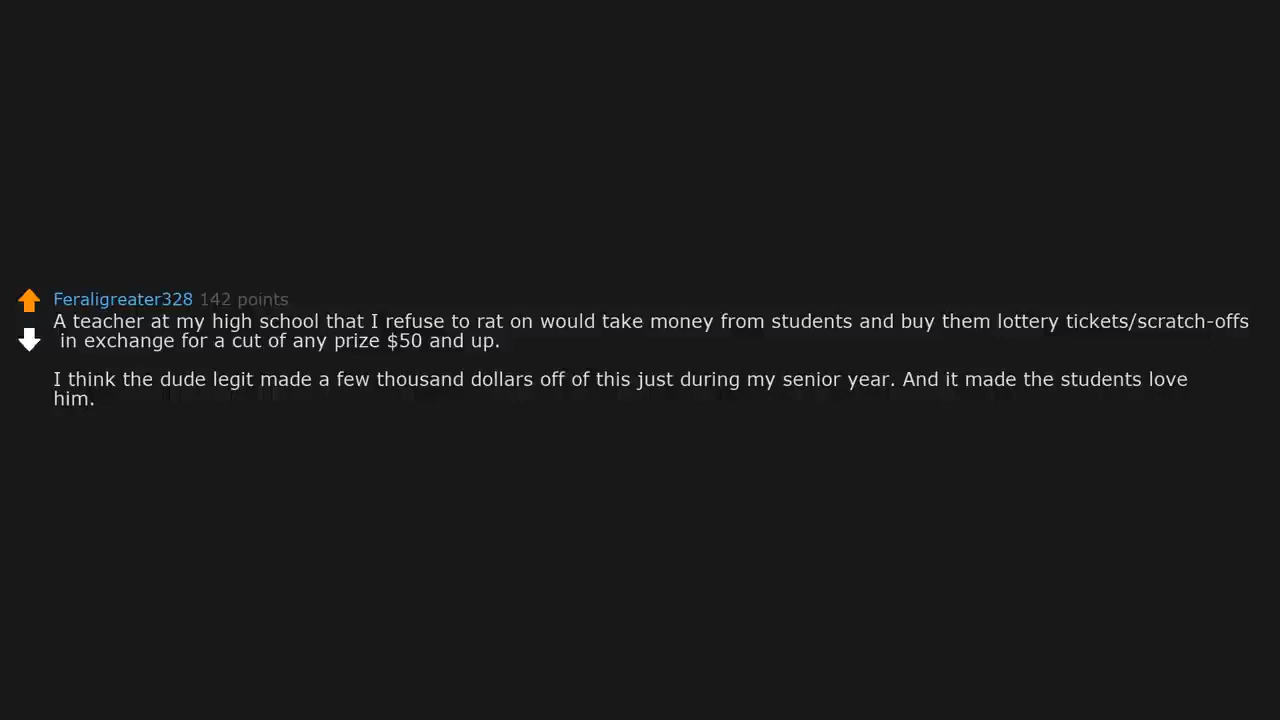 Feraligreater328 142 points
A teacher at my high school that I refuse to rat on would take money from students and buy them lottery tickets/scratch-offs
in exchange for a cut of any prize $50 and up.
I think the dude legit made a few thousand dollars off of this just during my senior year. And it made the students love
him.